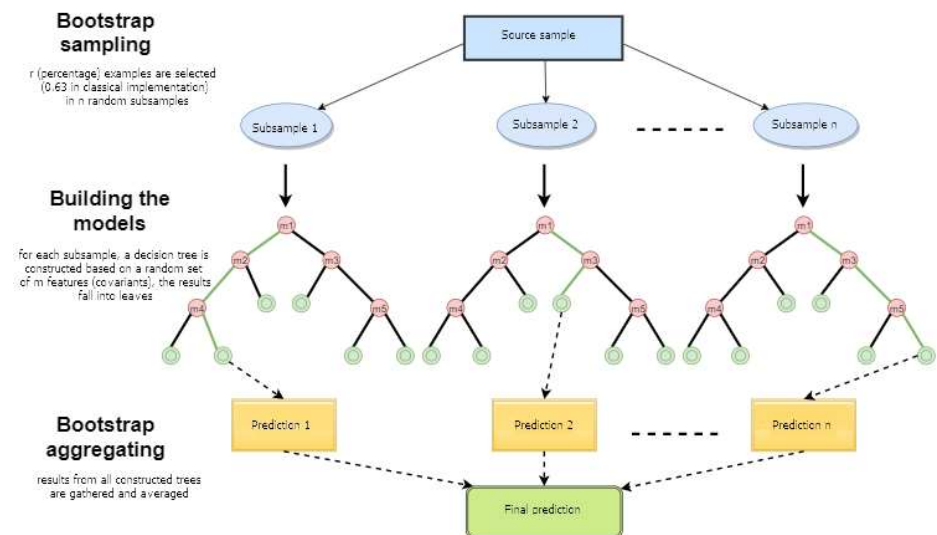 Bootstrap
sampling
r (percentage) examples are selected
(0.63 in classical implementation)
in n random subsamples
Source sample
Subsample 1
Subsample 2
Subsample n
Building the
models
for each subsample, a decision tree is
constructed based on a random set
of m features (covariants), the results
fall into leaves
m1
m2
m3
m4
m5
m1
m2
m3
m4
m5
m1
m2
m3
m4
m5
Bootstrap
aggregating
results from all constructed trees
are gathered and averaged
Prediction 1
Prediction 2
Prediction n
Final prediction